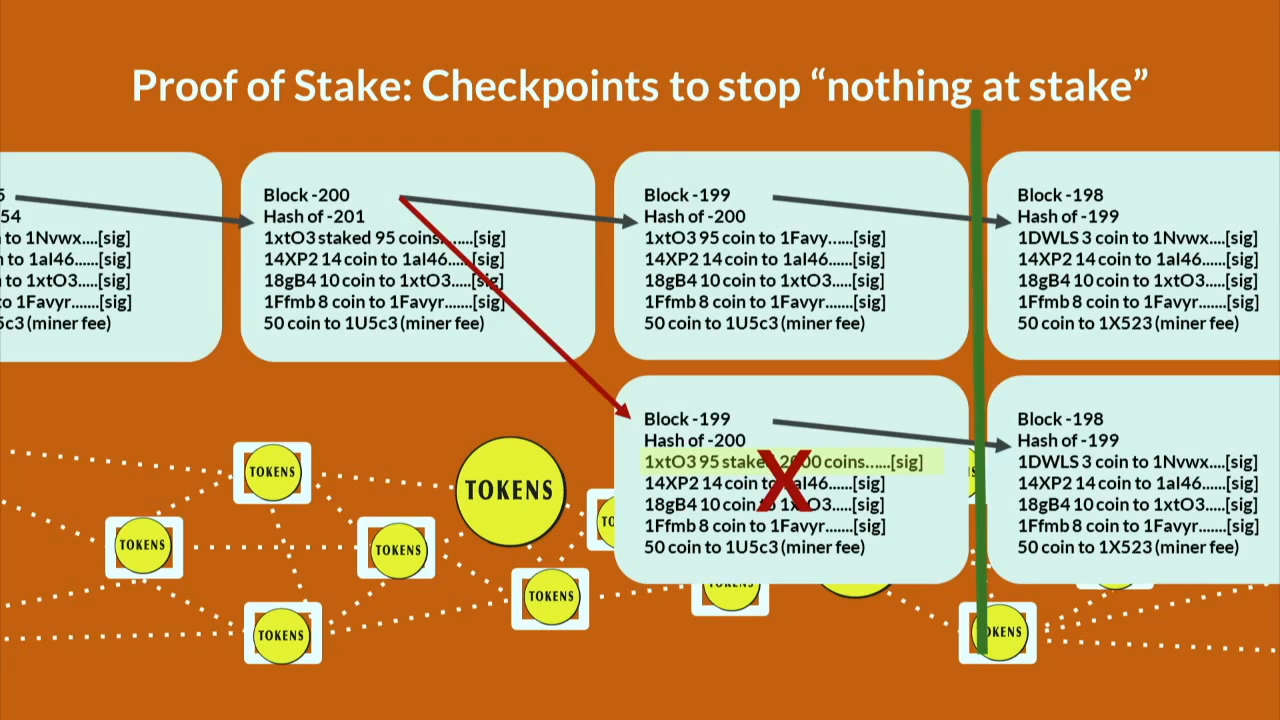 Proof of Stake: Checkpoints to stop “nothing at stake”
5
54
to 1Nvwx....[sig]
to 1al46......[sig]
to 1xtO3......[sig]
to 1Favyr......[sig]
5c3 (miner fee)
Block -200
Hash of -201
1xtO3 staked 95 coins.......[sig]
14XP2 14 coin to 1al46......[sig]
18gB4 10 coin to 1xtO3......[sig]
1Ffmb 8 coin to 1Favyr.......[sig]
50 coin to 1U5c3 (miner fee)
Block -199
Hash of -200
1xtO3 95 coin to 1Favy......[sig]
14XP2 14 coin to 1al46......[sig]
18gB4 10 coin to 1xtO3......[sig]
1Ffmb 8 coin to 1Favyr.......[sig]
50 coin to 1U5c3 (miner fee)
Block -198
Hash of -199
1DWLS 3 coin to 1Nvwx....[sig]
14XP2 14 coin to 1al46......[sig]
18gB4 10 coin to 1xtO3......[sig]
1Ffmb 8 coin to 1Favyr.......[sig]
50 coin to 1X523 (miner fee)
Block -199
Hash of -200
1xtO3 95 staked 2000 coins......[sig]
14XP2 14 coin to 1al46......[sig]
18gB4 10 coin to 1xtO3......[sig]
1Ffmb 8 coin to 1Favyr.......[sig]
50 coin to 1U5c3 (miner fee)
X
Block -198
Hash of -199
1DWLS 3 coin to 1Nvwx....[sig]
14XP2 14 coin to 1al46......[sig]
18gB4 10 coin to 1xtO3......[sig]
1Ffmb 8 coin to 1Favyr.......[sig]
50 coin to 1X523 (miner fee)
TOKENS
TOKENS
TOKENS
TOKENS
TOKENS
TOKENS
TOKENS
TOKENS